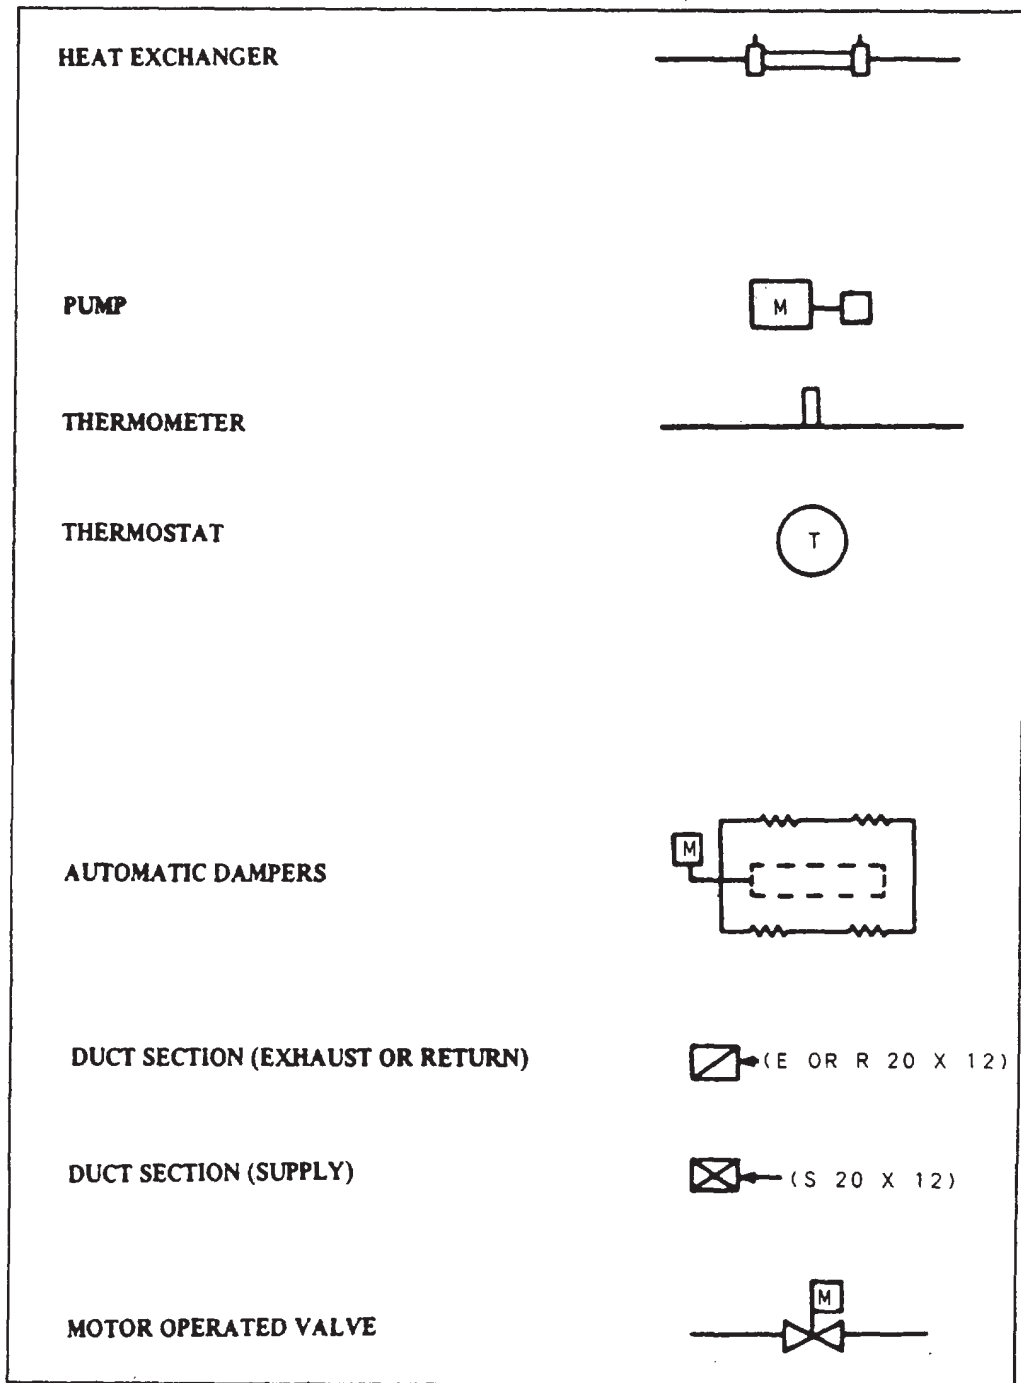 HEAT EXCHANGER
PUMP
M
THERMOMETER
THERMOSTAT
T
M
AUTOMATIC DAMPERS
DUCT SECTION (EXHAUST OR RETURN)
(E OR R 20 X 12)
DUCT SECTION (SUPPLY)
(S 20 X 12)
M
MOTOR OPERATED VALVE